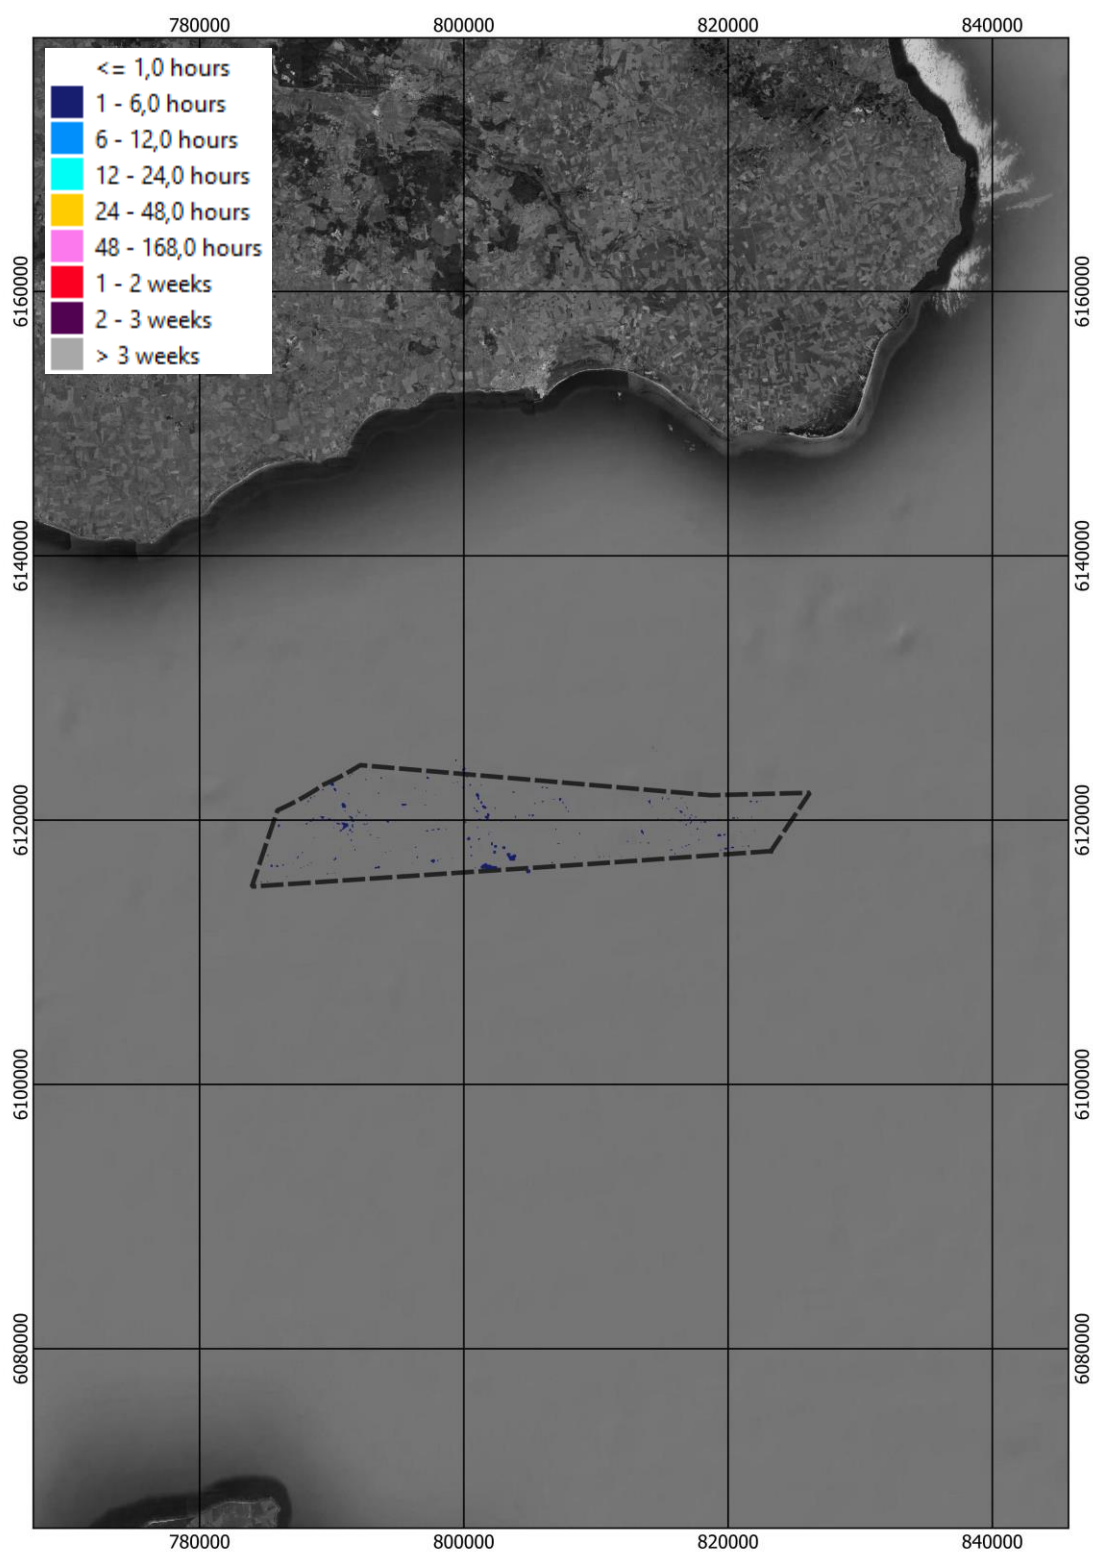 780000 800000 820000 840000
<= 1,0 hours
1 - 6,0 hours
6 - 12,0 hours
12 - 24,0 hours
24 - 48,0 hours
48 - 168,0 hours
1 - 2 weeks
2 - 3 weeks
> 3 weeks
6160000 6160000
6140000 6140000
6120000 6120000
6100000 6100000
6080000 6080000
780000 800000 820000 840000